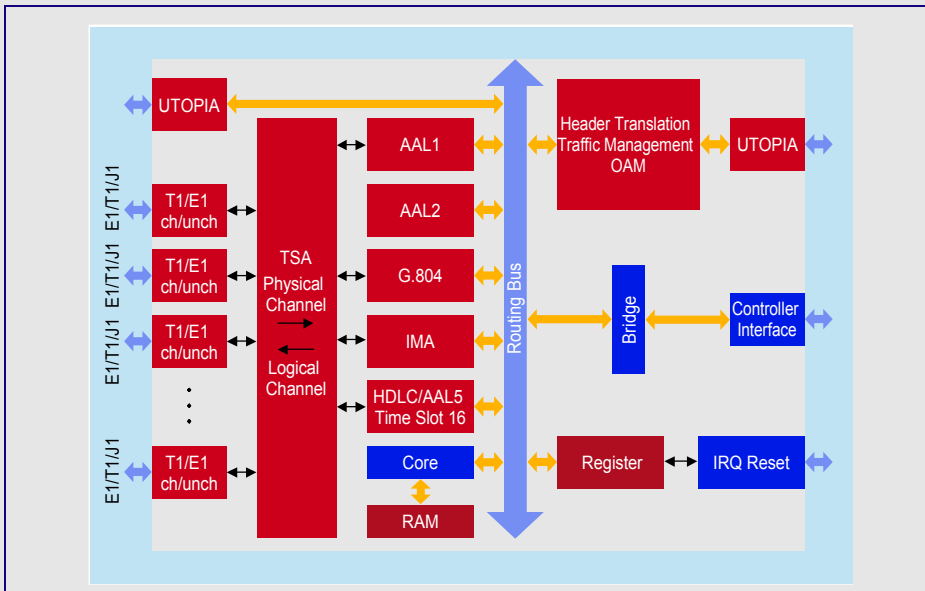 UTOPIA
E1/T1/J1
T1/E1
ch/unch
E1/T1/J1
T1/E1
ch/unch
E1/T1/J1
T1/E1
ch/unch
E1/T1/J1
T1/E1
ch/unch
TSA
Physical
Channel
Logical
Channel
AAL1
AAL2
G.804
IMA
HDLC/AAL5
Time Slot 16
Core
RAM
Routing Bus
Header Translation
Traffic Management
OAM
UTOPIA
Bridge
Controller
Interface
Register
IRQ Reset